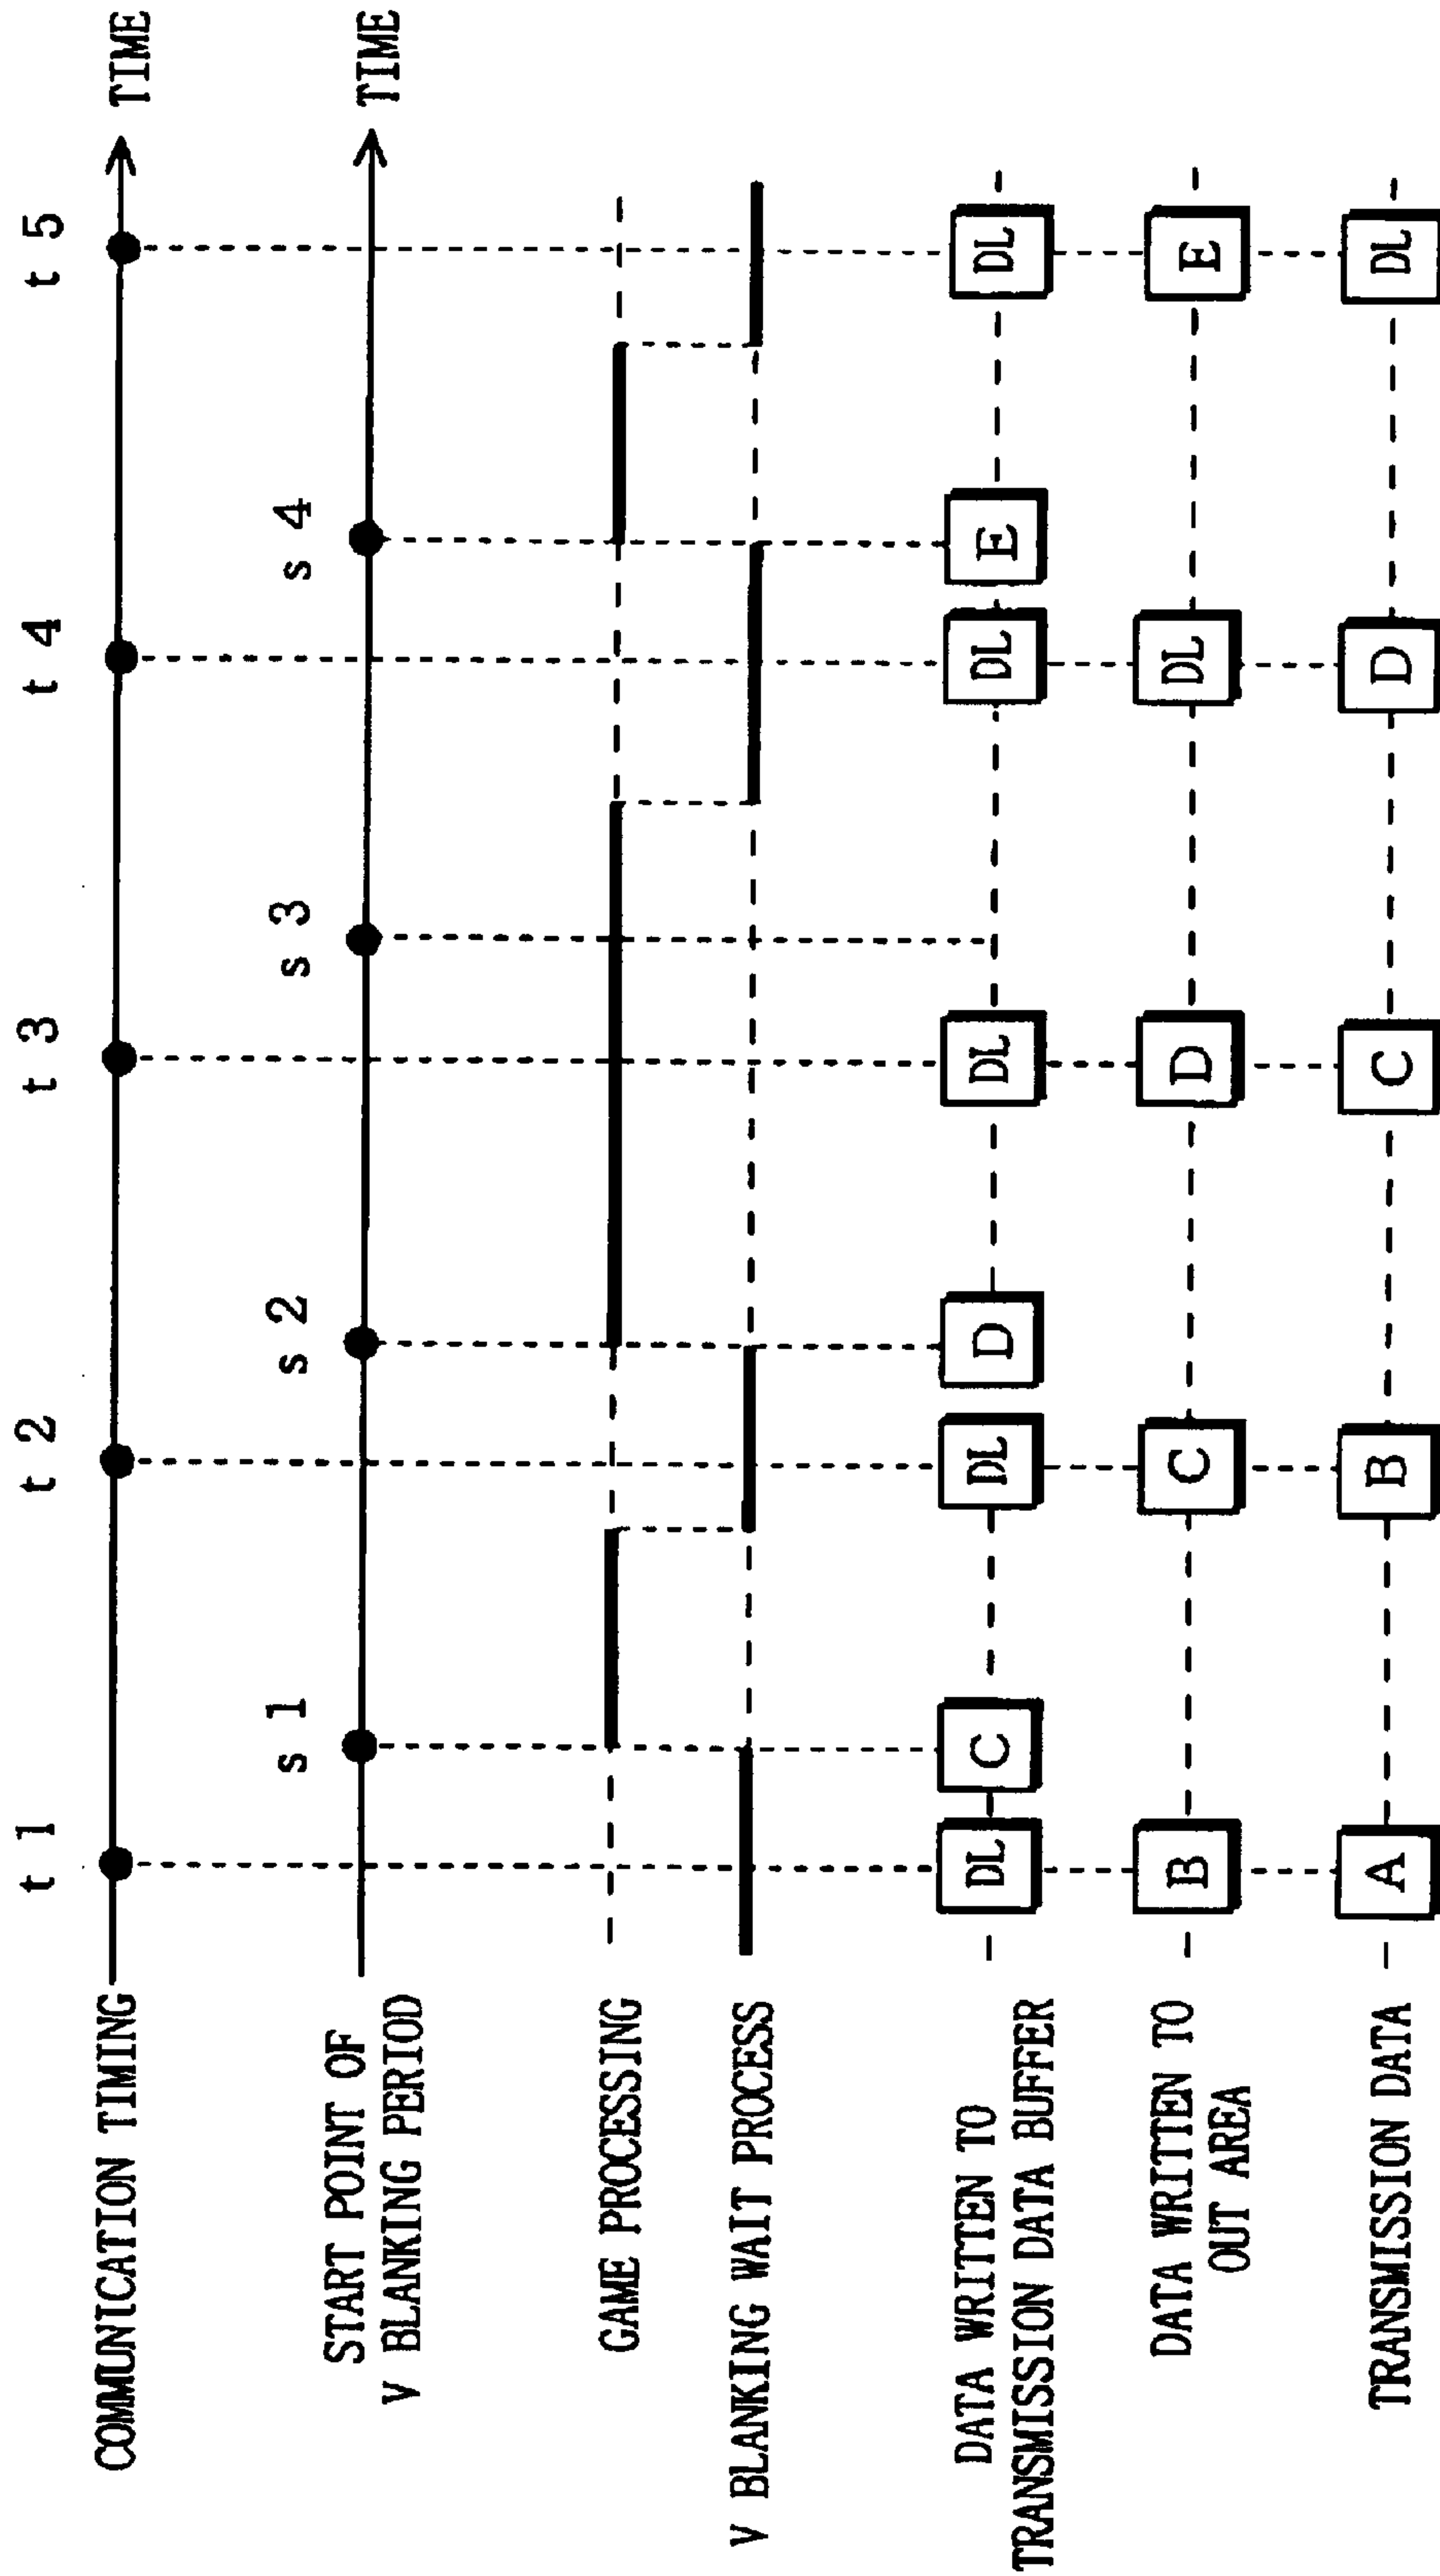 t 1 t 2 t 3 t 4 t 5
COMMUNICATION TIMING TIME
s 1 s 2 s 3 s 4
START POINT OF
V BLANKING PERIOD TIME
GAME PROCESSING
V BLANKING WAIT PROCESS
DATA WRITTEN TO
TRANSMISSION DATA BUFFER
DL C DL D DL DL E DL
DATA WRITTEN TO
OUT AREA
B C D DL E
TRANSMISSION DATA
A B C D DL